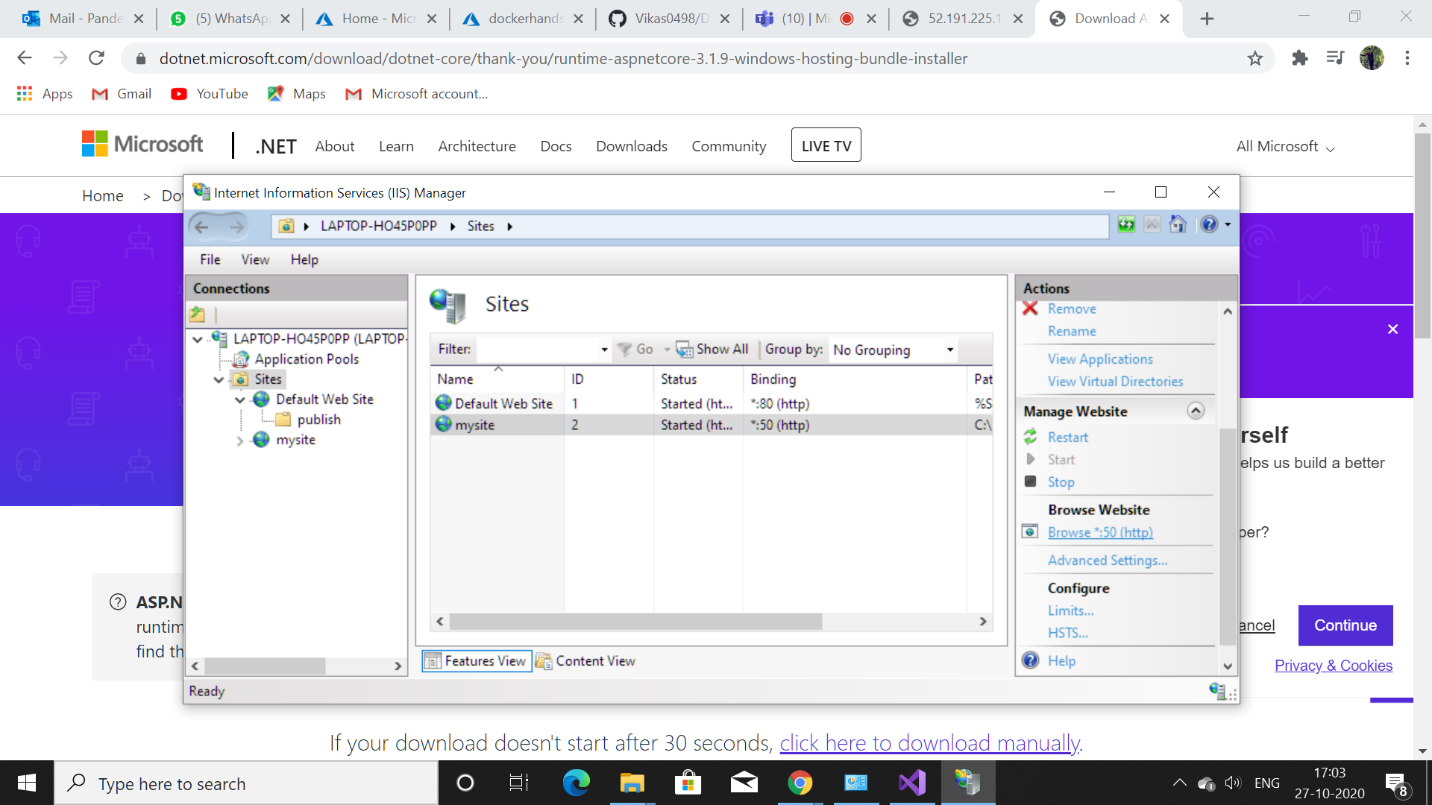 Mail - Pande
(5) WhatsAp
Home - Micr
dockerhands
Vikas0498/D
(10) | Mi
52.191.225.1
Download A
dotnet.microsoft.com/download/dotnet-core/thank-you/runtime-aspnetcore-3.1.9-windows-hosting-bundle-installer
Apps Gmail YouTube Maps Microsoft account...
Microsoft .NET About Learn Architecture Docs Downloads Community LIVE TV All Microsoft
Home > Do
Internet Information Services (IIS) Manager
LAPTOP-HO45P0PP Sites
File View Help
Connections
LAPTOP-HO45P0PP (LAPTOP-
Application Pools
Sites
Default Web Site
publish
mysite
Sites
Filter: Go Show All Group by: No Grouping
Name ID Status Binding Pat
Default Web Site 1 Started (ht... *:80 (http) %S
mysite 2 Started (ht... *:50 (http) C:\
Features View Content View
Actions
Remove
Rename
View Applications
View Virtual Directories
Manage Website
Restart
Start
Stop
Browse Website
Browse *:50 (http)
Advanced Settings...
Configure
Limits...
HSTS...
Help
Ready
rself
elps us build a better
ber?
ancel Continue
Privacy & Cookies
ASP.N
runtim
find th
If your download doesn't start after 30 seconds, click here to download manually.
Type here to search
ENG
17:03
27-10-2020
8